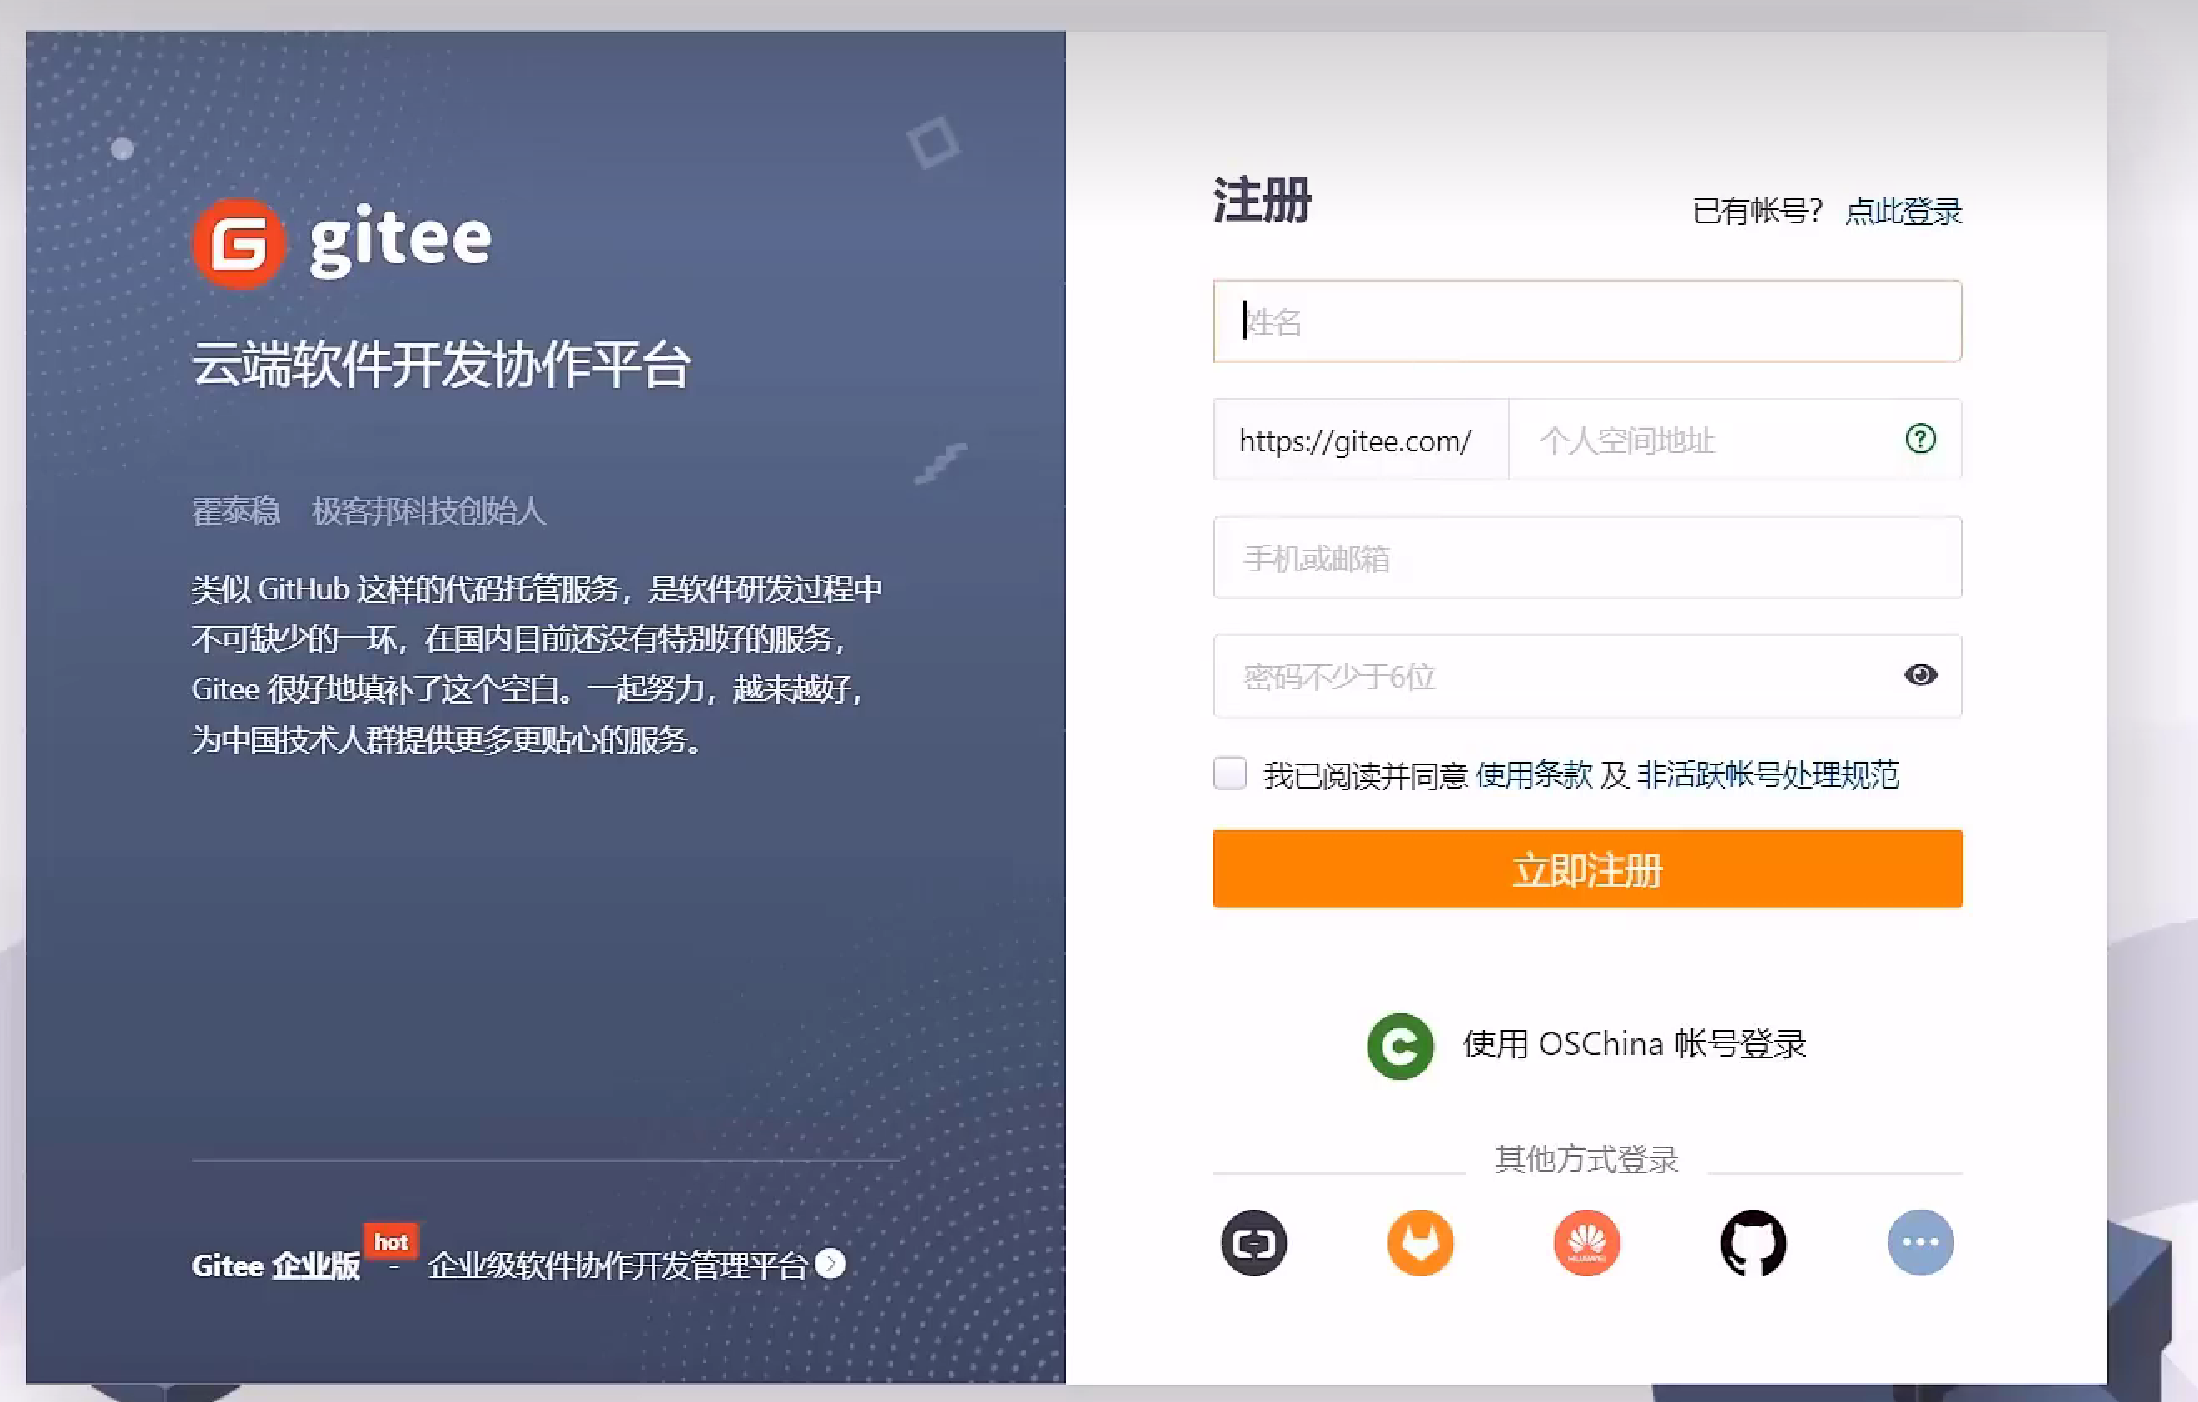 gitee
云端软件开发协作平台
霍泰稳 极客邦科技创始人
类似 GitHub 这样的代码托管服务，是软件研发过程中
不可缺少的一环，在国内目前还没有特别好的服务，
Gitee 很好地填补了这个空白。一起努力，越来越好，
为中国技术人群提供更多更贴心的服务。
hot
Gitee 企业版 - 企业级软件协作开发管理平台
注册
已有帐号？ 点此登录
姓名
https://gitee.com/ 个人空间地址
手机或邮箱
密码不少于6位
我已阅读并同意 使用条款 及 非活跃帐号处理规范
立即注册
使用 OSChina 帐号登录
其他方式登录
HUAWEI